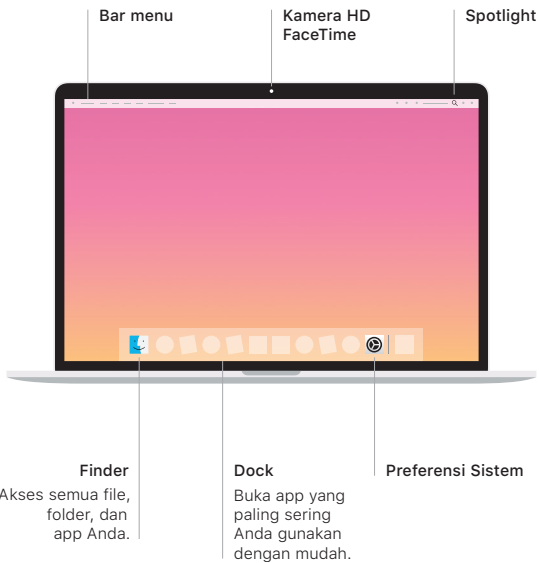 Bar menu
Kamera HD
FaceTime
Spotlight
Finder
Akses semua file,
folder, dan
app Anda.
Dock
Buka app yang
paling sering
Anda gunakan
dengan mudah.
Preferensi Sistem